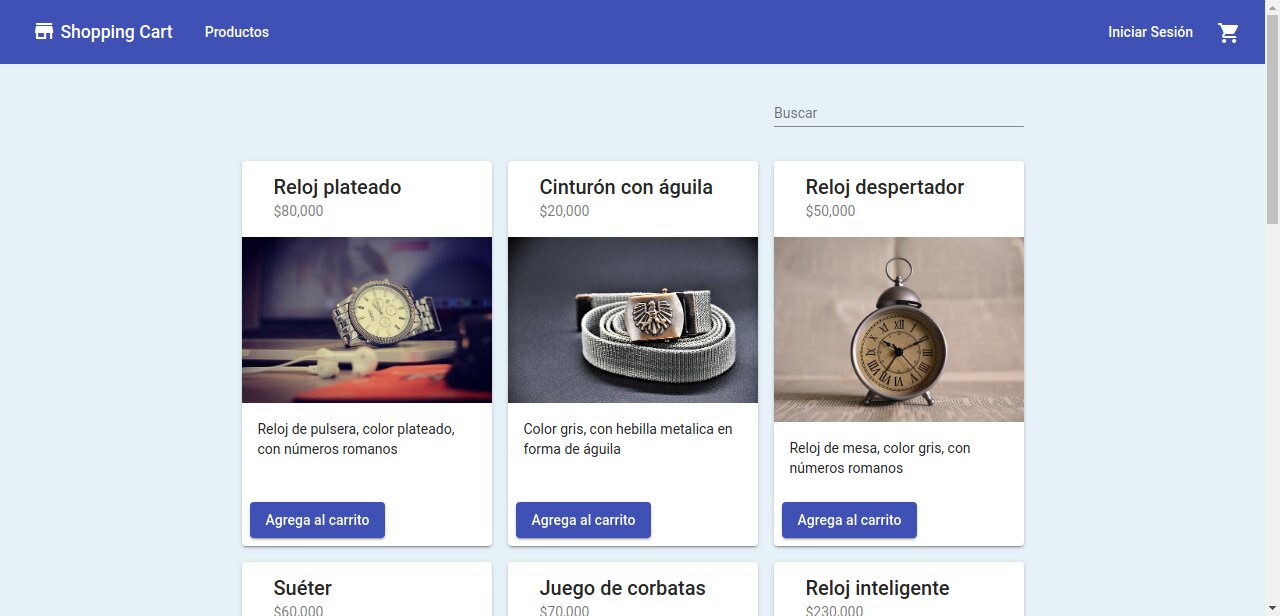 Shopping Cart
Productos
Iniciar Sesión
Buscar
Reloj plateado
$80,000
Reloj de pulsera, color plateado,
con números romanos
Agrega al carrito
Cinturón con águila
$20,000
Color gris, con hebilla metalica en
forma de águila
Agrega al carrito
Reloj despertador
$50,000
XII
Reloj de mesa, color gris, con
números romanos
Agrega al carrito
Suéter
$60,000
Juego de corbatas
$70,000
Reloj inteligente
$230,000